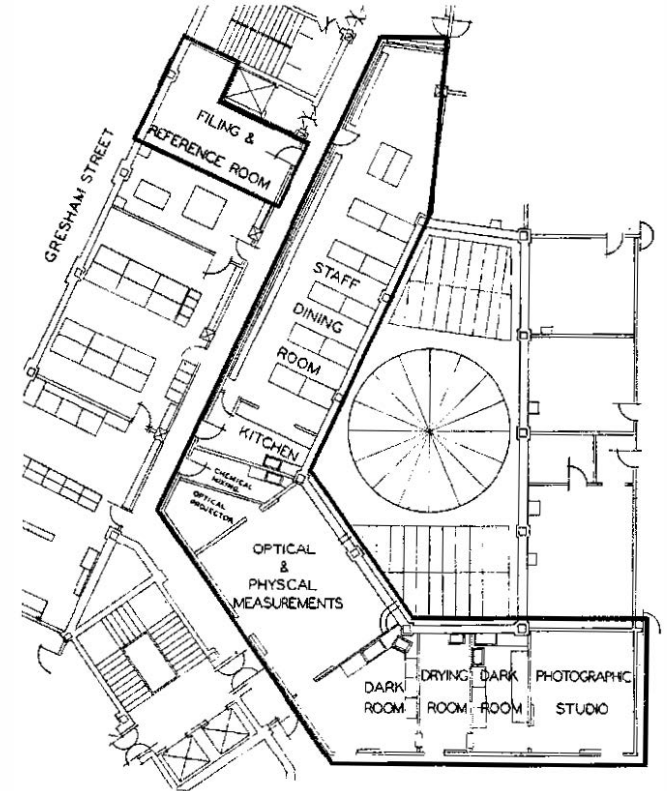 FILING &
REFERENCE ROOM
GRESHAM STREET
STAFF
DINING
ROOM
KITCHEN
CHEMICAL
MIXING
OPTICAL
PROJECTOR
OPTICAL
&
PHYSCAL
MEASUREMENTS
DARK
ROOM
DRYING
ROOM
DARK
ROOM
PHOTOGRAPHIC
STUDIO